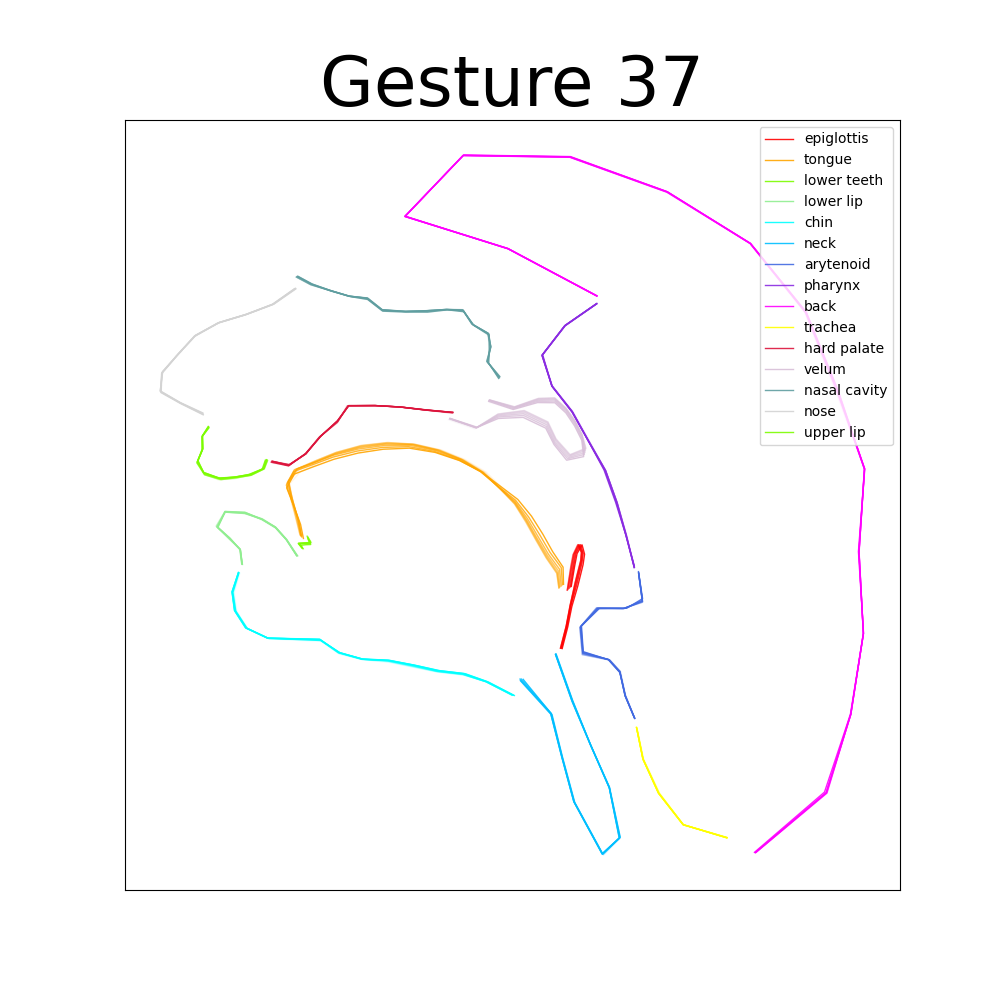 Gesture 37
epiglottis
tongue
lower teeth
lower lip
chin
neck
arytenoid
pharynx
back
trachea
hard palate
velum
nasal cavity
nose
upper lip